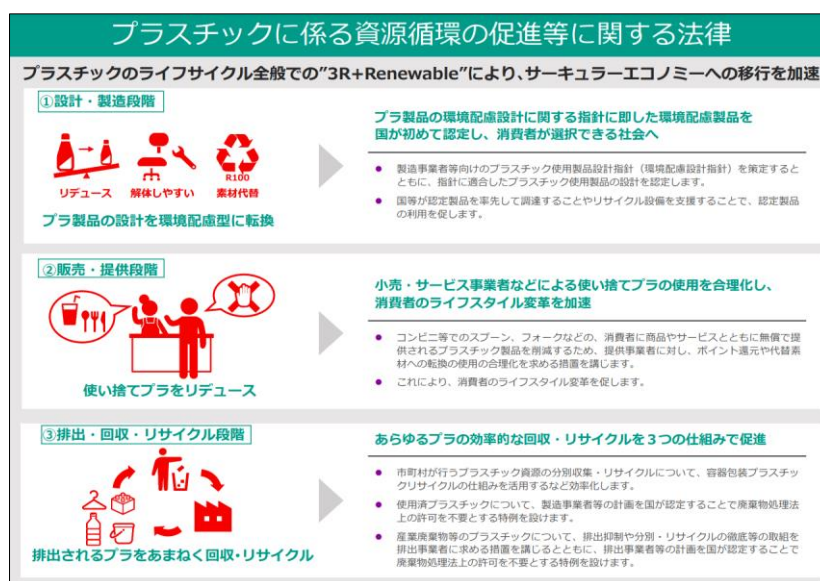 プラスチックに係る資源循環の促進等に関する法律
プラスチックのライフサイクル全般での"3R+Renewable"により、サーキュラーエコノミーへの移行を加速
①設計・製造段階
リデュース
解体しやすい
R100
素材代替
プラ製品の設計を環境配慮型に転換
プラ製品の環境配慮設計に関する指針に即した環境配慮製品を
国が初めて認定し、消費者が選択できる社会へ
● 製造事業者等向けのプラスチック使用製品設計指針（環境配慮設計指針）を策定すると
ともに、指針に適合したプラスチック使用製品の設計を認定します。
● 国等が認定製品を率先して調達することやリサイクル設備を支援することで、認定製品
の利用を促します。
②販売・提供段階
使い捨てプラをリデュース
小売・サービス事業者などによる使い捨てプラの使用を合理化し、
消費者のライフスタイル変革を加速
● コンビニ等でのスプーン、フォークなどの、消費者に商品やサービスとともに無償で提
供されるプラスチック製品を削減するため、提供事業者に対し、ポイント還元や代替素
材への転換の使用の合理化を求める措置を講じます。
● これにより、消費者のライフスタイル変革を促します。
③排出・回収・リサイクル段階
排出されるプラをあまねく回収・リサイクル
あらゆるプラの効率的な回収・リサイクルを３つの仕組みで促進
● 市町村が行うプラスチック資源の分別収集・リサイクルについて、容器包装プラスチッ
クリサイクルの仕組みを活用するなど効率化します。
● 使用済プラスチックについて、製造事業者等の計画を国が認定することで廃棄物処理法
上の許可を不要とする特例を設けます。
● 産業廃棄物等のプラスチックについて、排出抑制や分別・リサイクルの徹底等の取組を
排出事業者に求める措置を講じるとともに、排出事業者等の計画を国が認定することで
廃棄物処理法上の許可を不要とする特例を設けます。